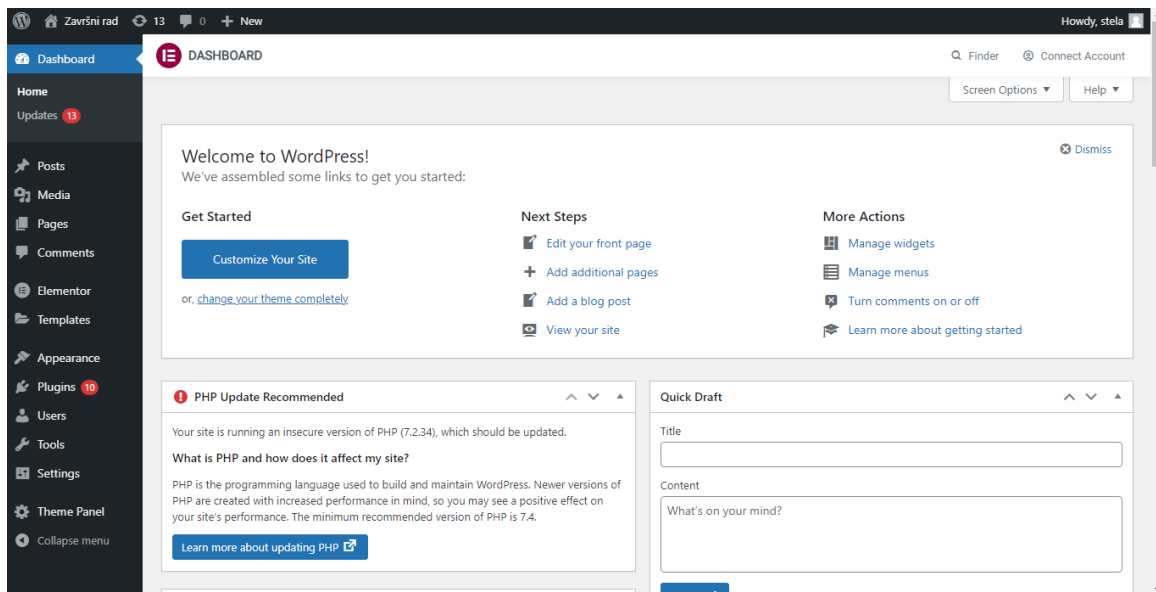 Završni rad 13 0 New Howdy, stela
Dashboard
Home
Updates 13
Posts
Media
Pages
Comments
Elementor
Templates
Appearance
Plugins 10
Users
Tools
Settings
Theme Panel
Collapse menu
DASHBOARD Finder Connect Account
Screen Options Help
Welcome to WordPress! Dismiss
We've assembled some links to get you started:
Get Started
Customize Your Site
or, change your theme completely
Next Steps
Edit your front page
Add additional pages
Add a blog post
View your site
More Actions
Manage widgets
Manage menus
Turn comments on or off
Learn more about getting started
PHP Update Recommended
Your site is running an insecure version of PHP (7.2.34), which should be updated.
What is PHP and how does it affect my site?
PHP is the programming language used to build and maintain WordPress. Newer versions of
PHP are created with increased performance in mind, so you may see a positive effect on
your site's performance. The minimum recommended version of PHP is 7.4.
Learn more about updating PHP
Quick Draft
Title
Content
What's on your mind?